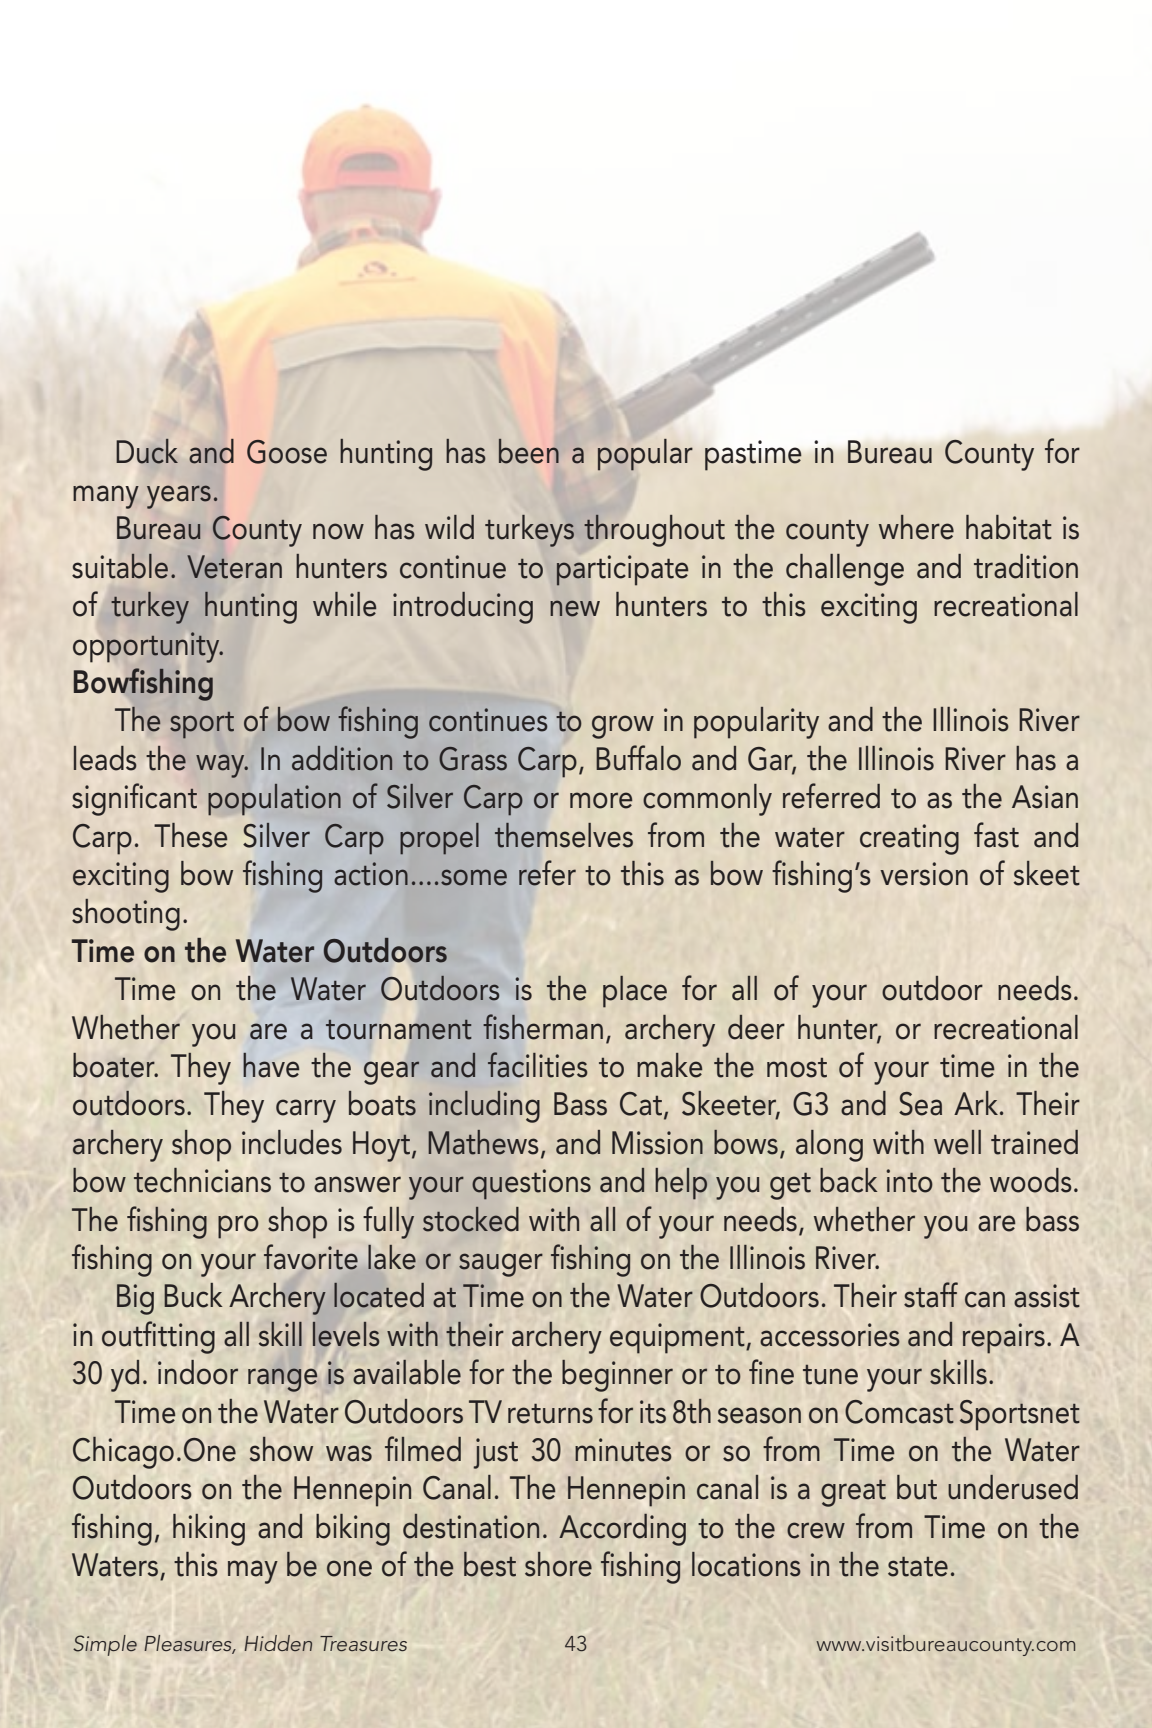 Duck and Goose hunting has been a popular pastime in Bureau County for
many years.
Bureau County now has wild turkeys throughout the county where habitat is
suitable. Veteran hunters continue to participate in the challenge and tradition
of turkey hunting while introducing new hunters to this exciting recreational
opportunity.
Bowfishing
The sport of bow fishing continues to grow in popularity and the Illinois River
leads the way. In addition to Grass Carp, Buffalo and Gar, the Illinois River has a
significant population of Silver Carp or more commonly referred to as the Asian
Carp. These Silver Carp propel themselves from the water creating fast and
exciting bow fishing action....some refer to this as bow fishing’s version of skeet
shooting.
Time on the Water Outdoors
Time on the Water Outdoors is the place for all of your outdoor needs.
Whether you are a tournament fisherman, archery deer hunter, or recreational
boater. They have the gear and facilities to make the most of your time in the
outdoors. They carry boats including Bass Cat, Skeeter, G3 and Sea Ark. Their
archery shop includes Hoyt, Mathews, and Mission bows, along with well trained
bow technicians to answer your questions and help you get back into the woods.
The fishing pro shop is fully stocked with all of your needs, whether you are bass
fishing on your favorite lake or sauger fishing on the Illinois River.
Big Buck Archery located at Time on the Water Outdoors. Their staff can assist
in outfitting all skill levels with their archery equipment, accessories and repairs. A
30 yd. indoor range is available for the beginner or to fine tune your skills.
Time on the Water Outdoors TV returns for its 8th season on Comcast Sportsnet
Chicago.One show was filmed just 30 minutes or so from Time on the Water
Outdoors on the Hennepin Canal. The Hennepin canal is a great but underused
fishing, hiking and biking destination. According to the crew from Time on the
Waters, this may be one of the best shore fishing locations in the state.
Simple Pleasures, Hidden Treasures
43
www.visitbureaucounty.com